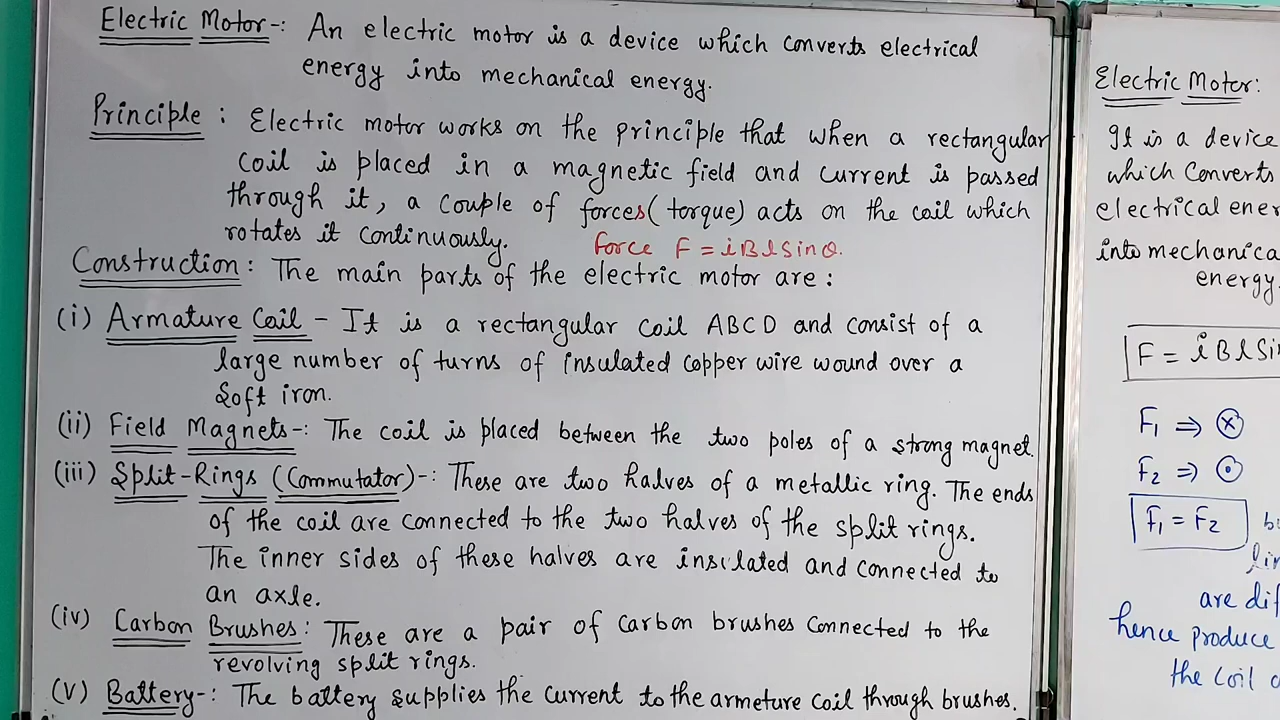 Electric Motor-: An electric motor is a device which converts electrical
energy into mechanical energy.
Principle : Electric motor works on the principle that when a rectangular
coil is placed in a magnetic field and current is passed
through it, a couple of forces(torque) acts on the coil which
rotates it continuously. force F = iBlSinθ.
Construction: The main parts of the electric motor are :
(i) Armature Coil - It is a rectangular coil ABCD and consist of a
large number of turns of insulated copper wire wound over a
soft iron.
(ii) Field Magnets-: The coil is placed between the two poles of a strong magnet.
(iii) Split-Rings (Commutator)-: These are two halves of a metallic ring. The ends
of the coil are connected to the two halves of the split rings.
The inner sides of these halves are insulated and connected to
an axle.
(iv) Carbon Brushes: These are a pair of carbon brushes connected to the
revolving split rings.
(v) Battery-: The battery supplies the current to the armeture coil through brushes.
Electric Motor:
It is a device
which converts
electrical ener
into mechanica
energy.
F = iBlSin
F₁ ⇒ ⊗
F₂ ⇒ ⊙
F₁ = F₂
are dif
hence produce
the coil